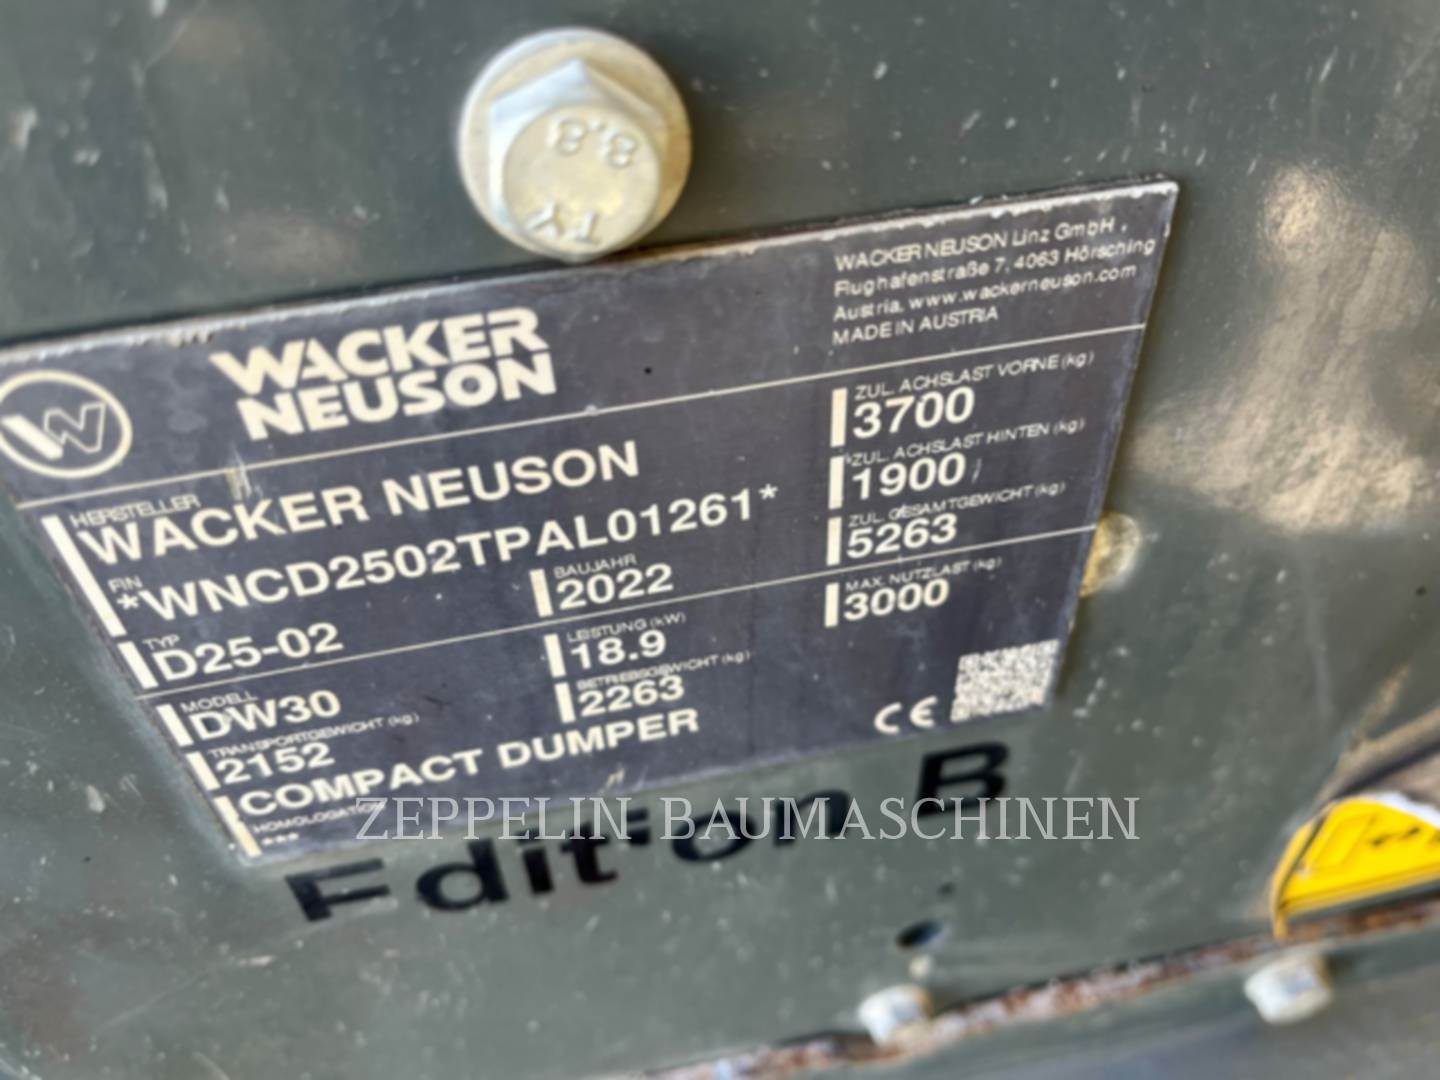 8.8
YY
WACKER
NEUSON
WACKER NEUSON Linz GmbH
Flughafenstraße 7, 4063 Hörsching
Austria, www.wackerneuson.com
MADE IN AUSTRIA
HERSTELLER
WACKER NEUSON
FIN
*WNCD2502TPAL01261*
TYP
D25-02
BAUJAHR
2022
MODELL
DW30
LEISTUNG (kW)
18.9
TRANSPORTGEWICHT (kg)
2152
BETRIEBSGEWICHT (kg)
2263
COMPACT DUMPER
HOMOLOGATION
***
ZUL. ACHSLAST VORNE (kg)
3700
ZUL. ACHSLAST HINTEN (kg)
1900
ZUL. GESAMTGEWICHT (kg)
5263
MAX. NUTZLAST (kg)
3000
CE
ZEPPELIN BAUMASCHINEN
Edition B